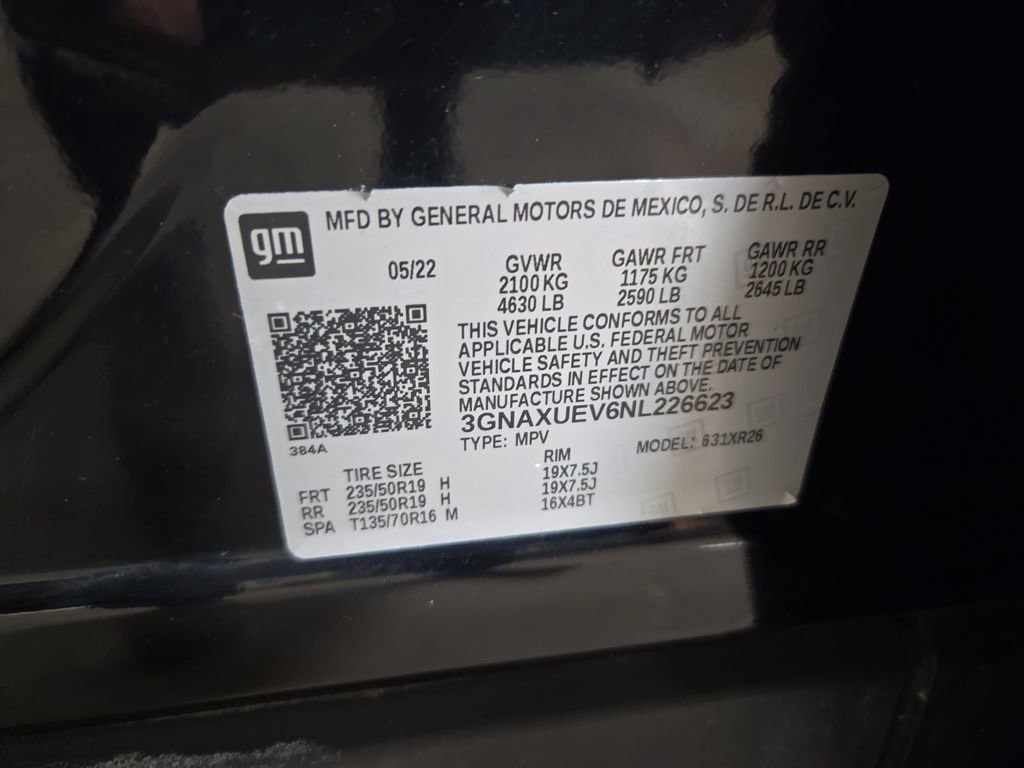 gm
MFD BY GENERAL MOTORS DE MEXICO, S. DE R.L. DE C.V.
05/22 GVWR GAWR FRT GAWR RR
2100 KG 1175 KG 1200 KG
4630 LB 2590 LB 2645 LB
THIS VEHICLE CONFORMS TO ALL
APPLICABLE U.S. FEDERAL MOTOR
VEHICLE SAFETY AND THEFT PREVENTION
STANDARDS IN EFFECT ON THE DATE OF
MANUFACTURE SHOWN ABOVE.
3GNAXUEV6NL226623
384A
TYPE: MPV MODEL: 631XR26
TIRE SIZE RIM
FRT 235/50R19 H 19X7.5J
RR 235/50R19 H 19X7.5J
SPA T135/70R16 M 16X4BT